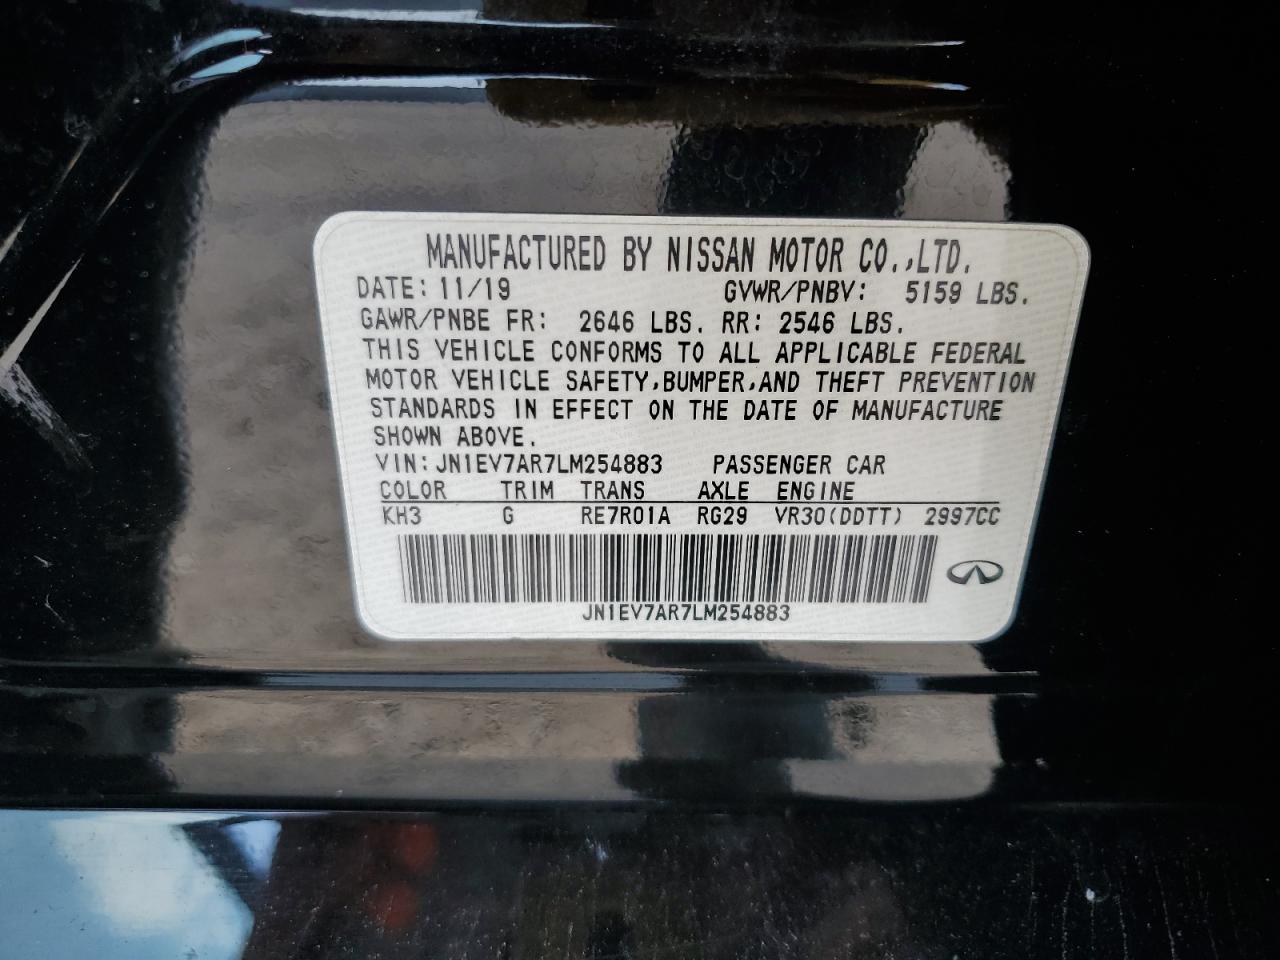 MANUFACTURED BY NISSAN MOTOR CO.,LTD.
DATE: 11/19 GVWR/PNBV: 5159 LBS.
GAWR/PNBE FR: 2646 LBS. RR: 2546 LBS.
THIS VEHICLE CONFORMS TO ALL APPLICABLE FEDERAL
MOTOR VEHICLE SAFETY,BUMPER,AND THEFT PREVENTION
STANDARDS IN EFFECT ON THE DATE OF MANUFACTURE
SHOWN ABOVE.
VIN: JN1EV7AR7LM254883 PASSENGER CAR
COLOR TRIM TRANS AXLE ENGINE
KH3 G RE7R01A RG29 VR30(DDTT) 2997CC
JN1EV7AR7LM254883